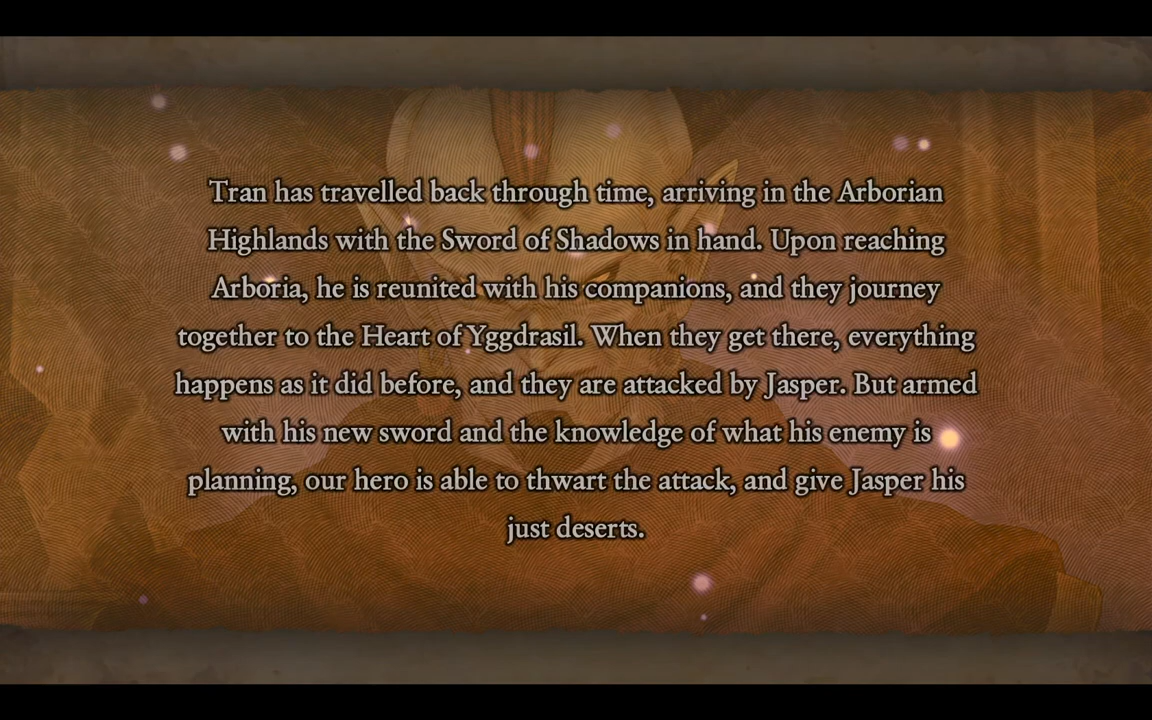 Tran has travelled back through time, arriving in the Arborian
Highlands with the Sword of Shadows in hand. Upon reaching
Arboria, he is reunited with his companions, and they journey
together to the Heart of Yggdrasil. When they get there, everything
happens as it did before, and they are attacked by Jasper. But armed
with his new sword and the knowledge of what his enemy is
planning, our hero is able to thwart the attack, and give Jasper his
just deserts.